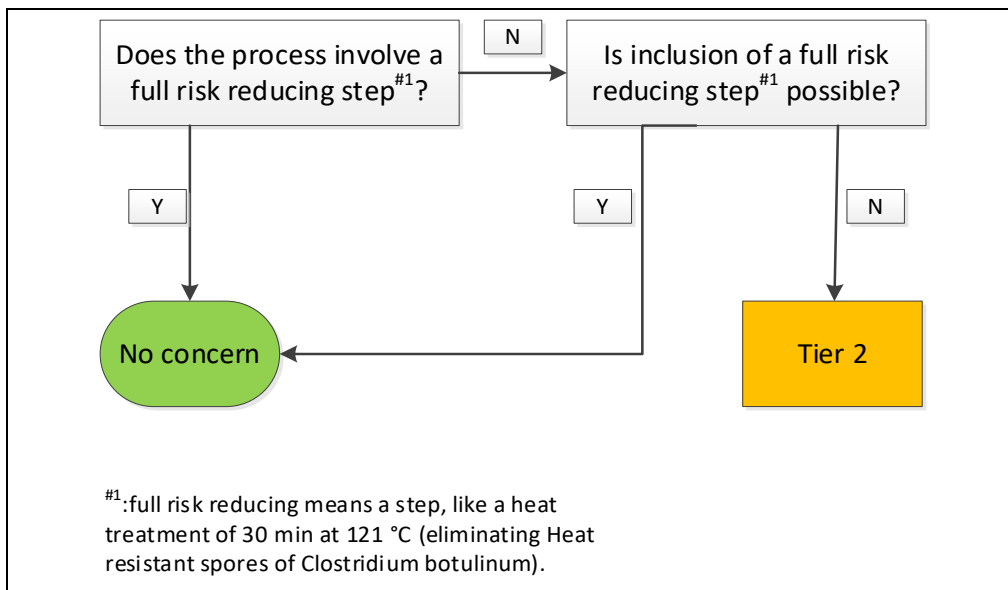 Does the process involve a
full risk reducing step#1?
N
Is inclusion of a full risk
reducing step#1 possible?
Y
Y
N
No concern
Tier 2
#1:full risk reducing means a step, like a heat
treatment of 30 min at 121 °C (eliminating Heat
resistant spores of Clostridium botulinum).